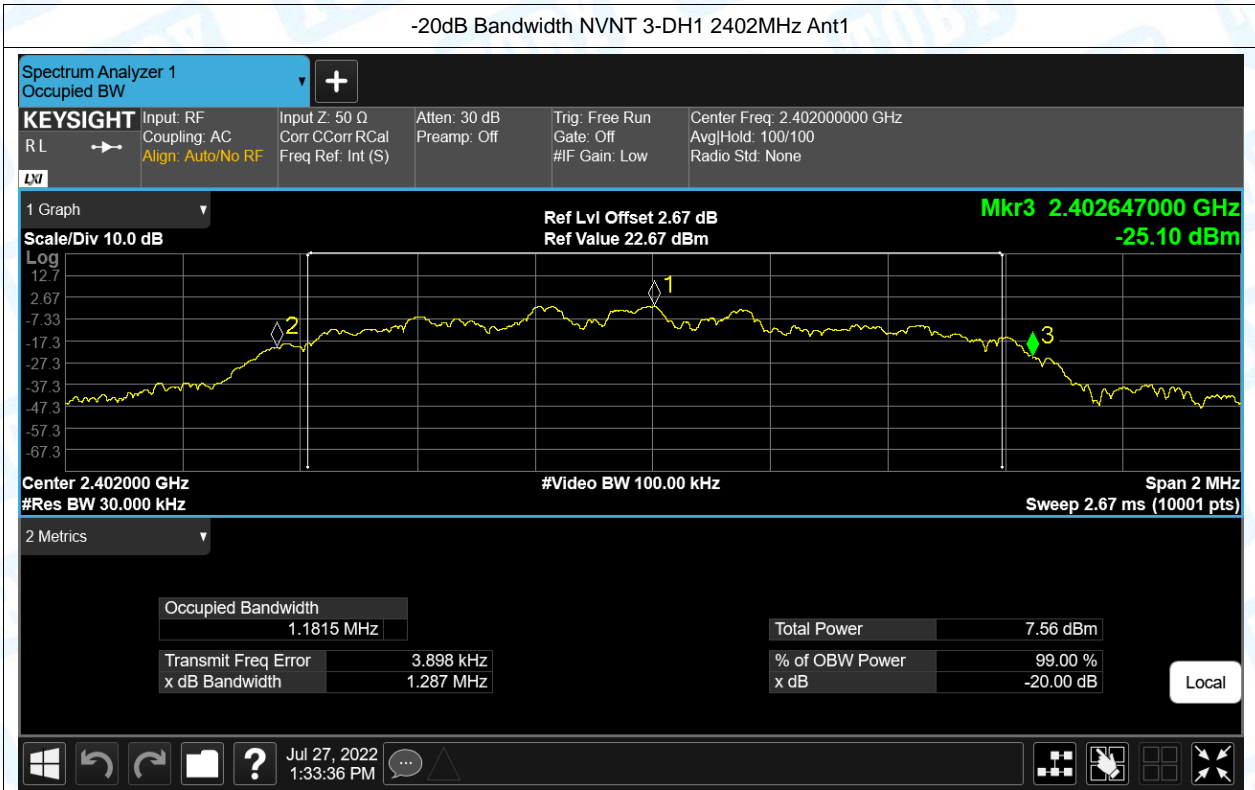 -20dB Bandwidth NVNT 3-DH1 2402MHz Ant1
Spectrum Analyzer 1
Occupied BW
+
KEYSIGHT
R L
LXI
Input: RF
Coupling: AC
Align: Auto/No RF
Input Z: 50 Ω
Corr CCorr RCal
Freq Ref: Int (S)
Atten: 30 dB
Preamp: Off
Trig: Free Run
Gate: Off
#IF Gain: Low
Center Freq: 2.402000000 GHz
Avg|Hold: 100/100
Radio Std: None
1 Graph
Scale/Div 10.0 dB
Ref Lvl Offset 2.67 dB
Ref Value 22.67 dBm
Mkr3 2.402647000 GHz
-25.10 dBm
Log
12.7
2.67
-7.33
-17.3
-27.3
-37.3
-47.3
-57.3
-67.3
1
2
3
Center 2.402000 GHz
#Res BW 30.000 kHz
#Video BW 100.00 kHz
Span 2 MHz
Sweep 2.67 ms (10001 pts)
2 Metrics
Occupied Bandwidth
1.1815 MHz
Transmit Freq Error 3.898 kHz
x dB Bandwidth 1.287 MHz
Total Power 7.56 dBm
% of OBW Power 99.00 %
x dB -20.00 dB
Local
?
Jul 27, 2022
1:33:36 PM